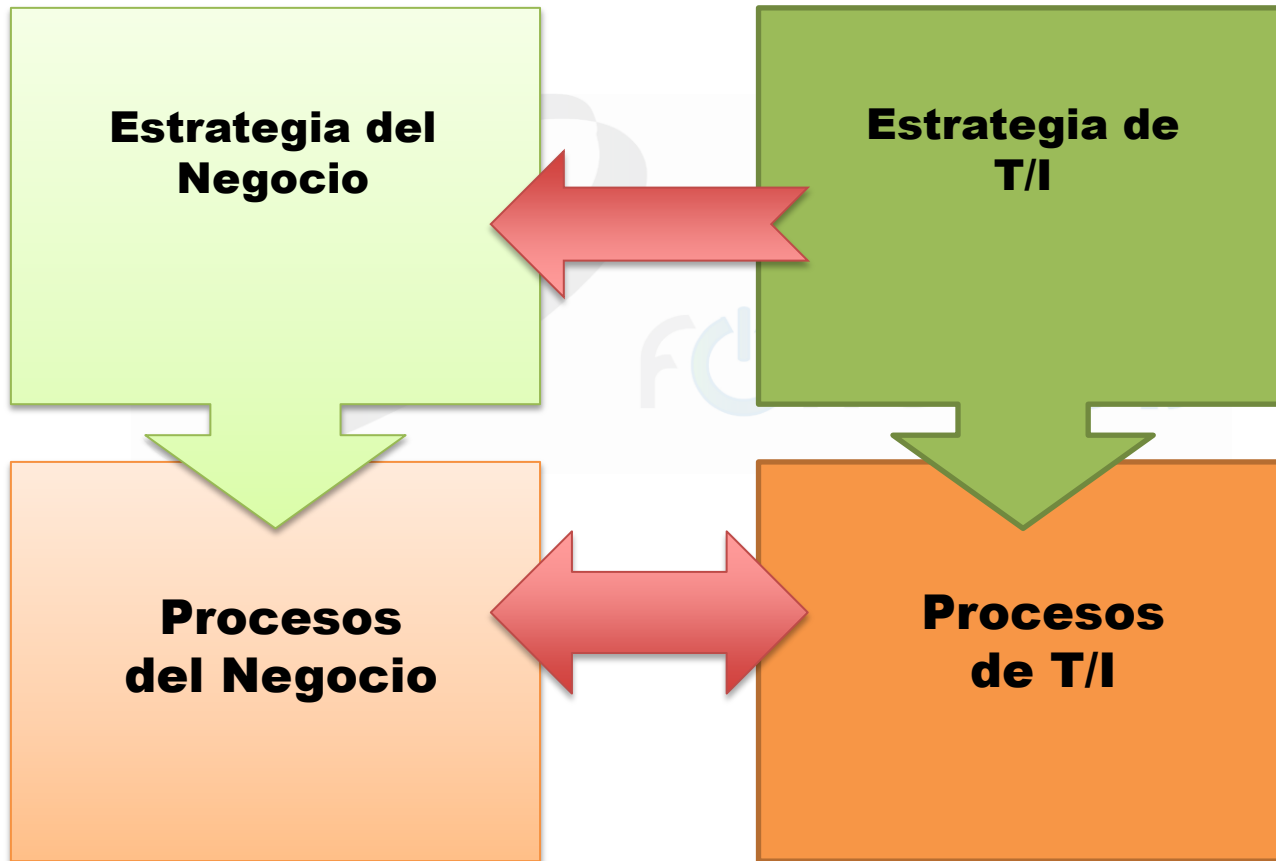 Estrategia del
Negocio
Estrategia de
T/I
Procesos
del Negocio
Procesos
de T/I